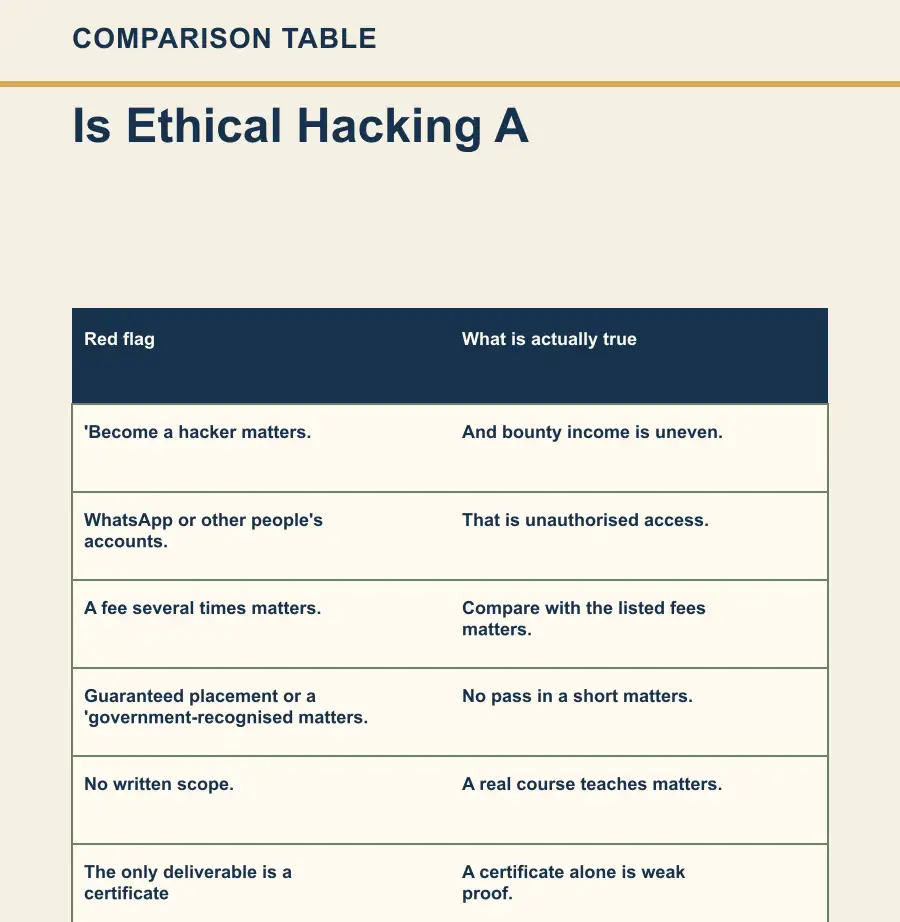 COMPARISON TABLE
Is Ethical Hacking A
Red flag
What is actually true
'Become a hacker matters.
And bounty income is uneven.
WhatsApp or other people's
accounts.
That is unauthorised access.
A fee several times matters.
Compare with the listed fees
matters.
Guaranteed placement or a
'government-recognised matters.
No pass in a short matters.
No written scope.
A real course teaches matters.
The only deliverable is a
certificate
A certificate alone is weak
proof.